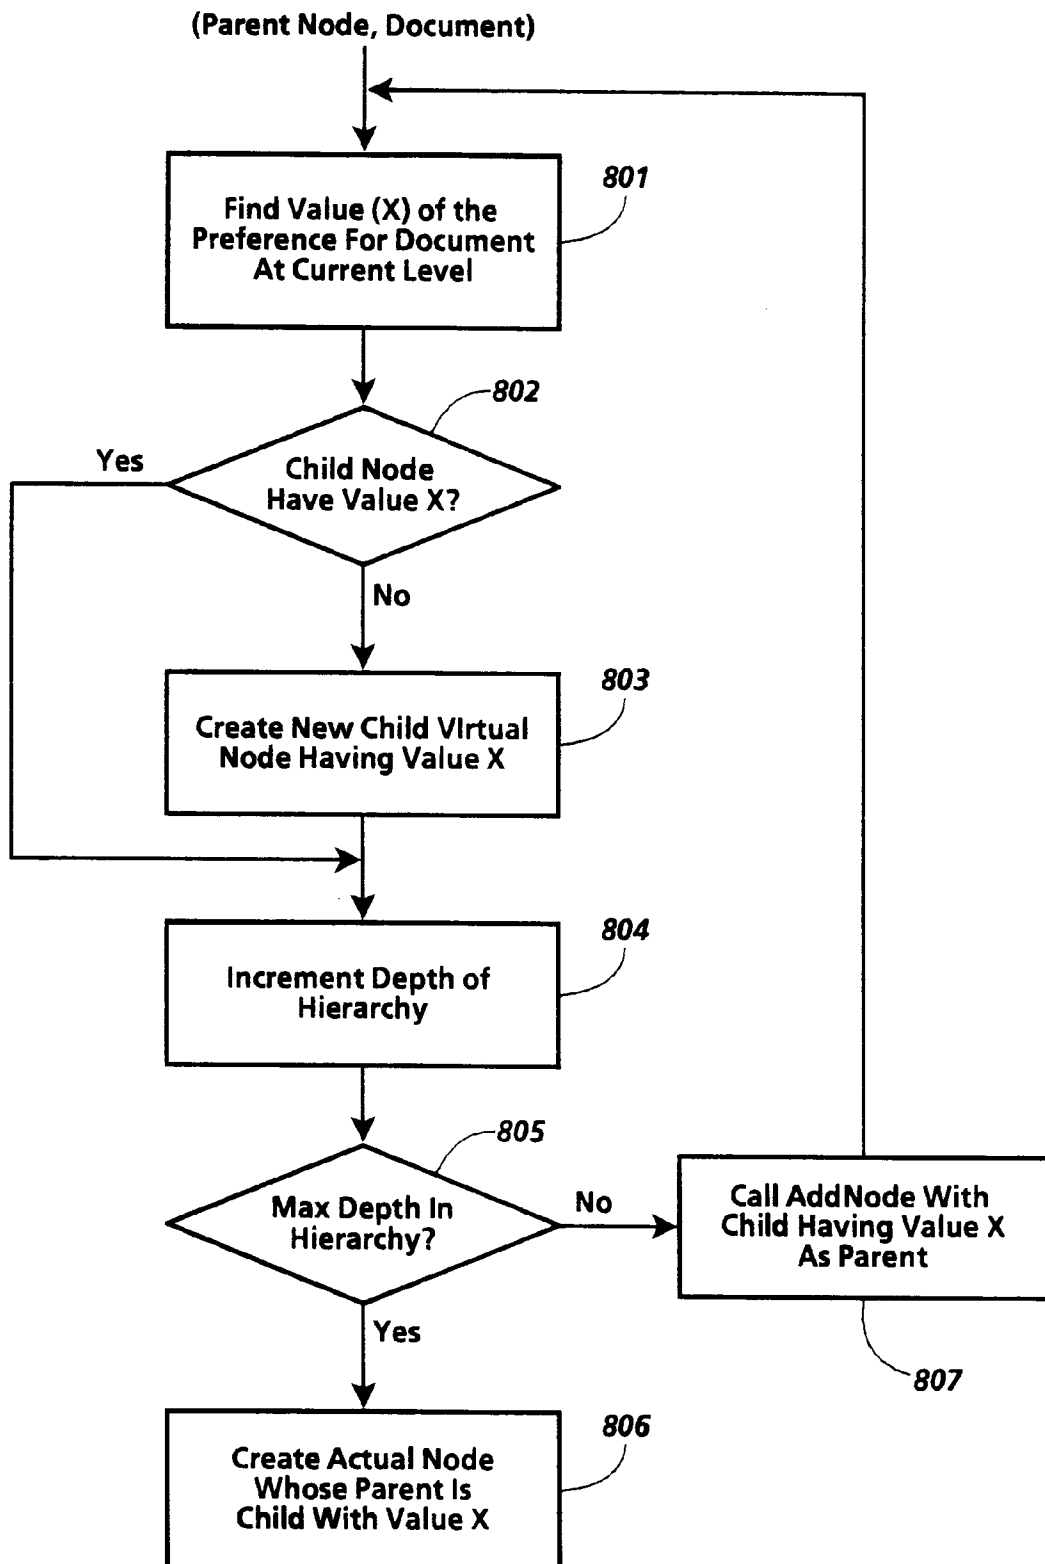 (Parent Node, Document)
801
Find Value (X) of the
Preference For Document
At Current Level
802
Yes
Child Node
Have Value X?
No
803
Create New Child VIrtual
Node Having Value X
804
Increment Depth of
Hierarchy
805
Max Depth In
Hierarchy?
No
Call AddNode With
Child Having Value X
As Parent
Yes
807
806
Create Actual Node
Whose Parent Is
Child With Value X